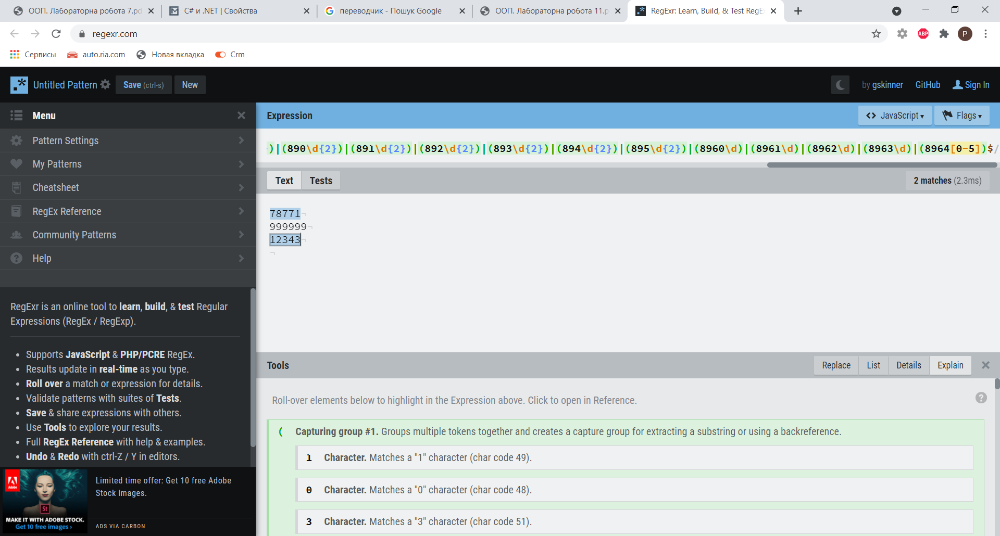 ООП. Лабораторна робота 7.pd
C# и .NET | Свойства
переводчик - Пошук Google
ООП. Лабораторна робота 11.p
RegExr: Learn, Build, & Test RegE
regexr.com
ABP
P
Сервисы
auto.ria.com
Новая вкладка
Crm
Untitled Pattern
Save (ctrl-s)
New
by gskinner
GitHub
Sign In
Menu
Pattern Settings
My Patterns
Cheatsheet
RegEx Reference
Community Patterns
Help
RegExr is an online tool to learn, build, & test Regular
Expressions (RegEx / RegExp).
• Supports JavaScript & PHP/PCRE RegEx.
• Results update in real-time as you type.
• Roll over a match or expression for details.
• Validate patterns with suites of Tests.
• Save & share expressions with others.
• Use Tools to explore your results.
• Full RegEx Reference with help & examples.
• Undo & Redo with ctrl-Z / Y in editors.
Adobe
St
MAKE IT WITH ADOBE STOCK.
Get 10 free images ›
Limited time offer: Get 10 free Adobe
Stock images.
ADS VIA CARBON
Expression
<> JavaScript ▾
Flags ▾
)|(890\d{2})|(891\d{2})|(892\d{2})|(893\d{2})|(894\d{2})|(895\d{2})|(8960\d)|(8961\d)|(8962\d)|(8963\d)|(8964[0-5])$/
Text
Tests
2 matches (2.3ms)
78771
999999
12343
Tools
Replace
List
Details
Explain
Roll-over elements below to highlight in the Expression above. Click to open in Reference.
?
( Capturing group #1. Groups multiple tokens together and creates a capture group for extracting a substring or using a backreference.
1 Character. Matches a "1" character (char code 49).
0 Character. Matches a "0" character (char code 48).
3 Character. Matches a "3" character (char code 51).